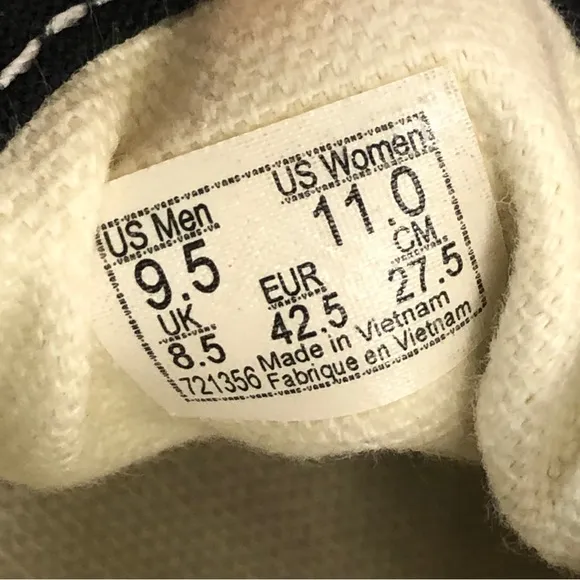 US Men US Women
9.5 11.0
UK EUR CM
8.5 42.5 27.5
721356 Made in Vietnam
Fabrique en Vietnam